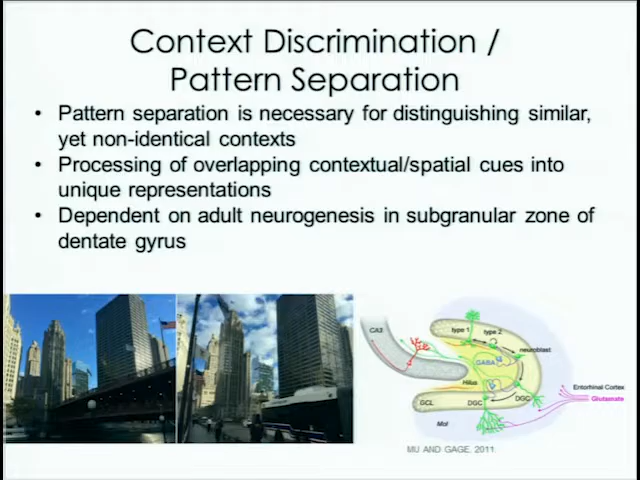 Context Discrimination /
Pattern Separation
• Pattern separation is necessary for distinguishing similar,
yet non-identical contexts
• Processing of overlapping contextual/spatial cues into
unique representations
• Dependent on adult neurogenesis in subgranular zone of
dentate gyrus
CA3
type 1
type 2
neuroblast
GABA
Hilus
Entorhinal Cortex
Glutamate
GCL
DGC
DGC
Mol
MU AND GAGE, 2011